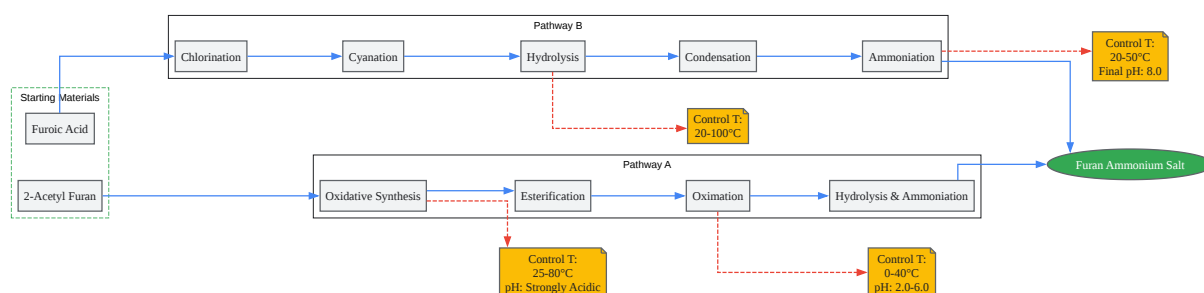 Pathway B
Chlorination
Cyanation
Hydrolysis
Condensation
Ammoniation
Control T:
20-50°C
Final pH: 8.0
Starting Materials
Furoic Acid
Control T:
20-100°C
Pathway A
Furan Ammonium Salt
2-Acetyl Furan
Oxidative Synthesis
Esterification
Oximation
Hydrolysis & Ammoniation
Control T:
25-80°C
pH: Strongly Acidic
Control T:
0-40°C
pH: 2.0-6.0